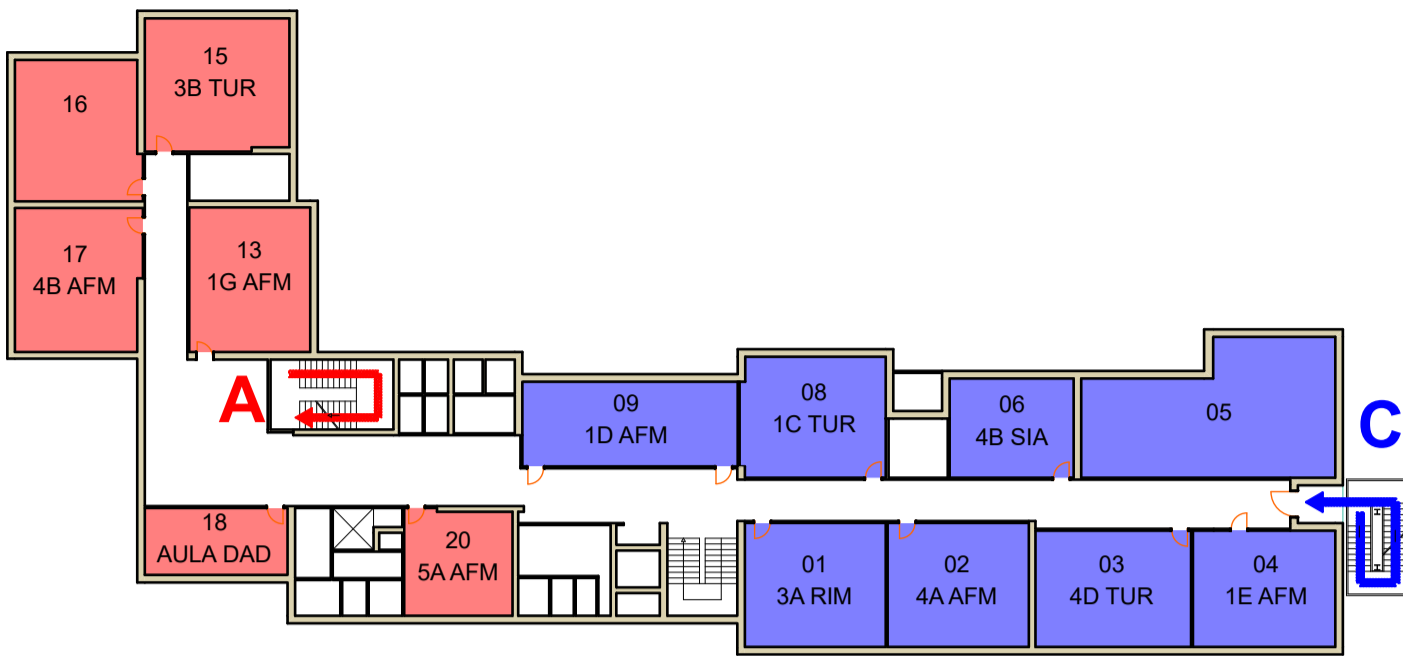 15
3B TUR
16
17
4B AFM
13
1G AFM
A
09
1D AFM
08
1C TUR
06
4B SIA
05
C
18
AULA DAD
20
5A AFM
01
3A RIM
02
4A AFM
03
4D TUR
04
1E AFM